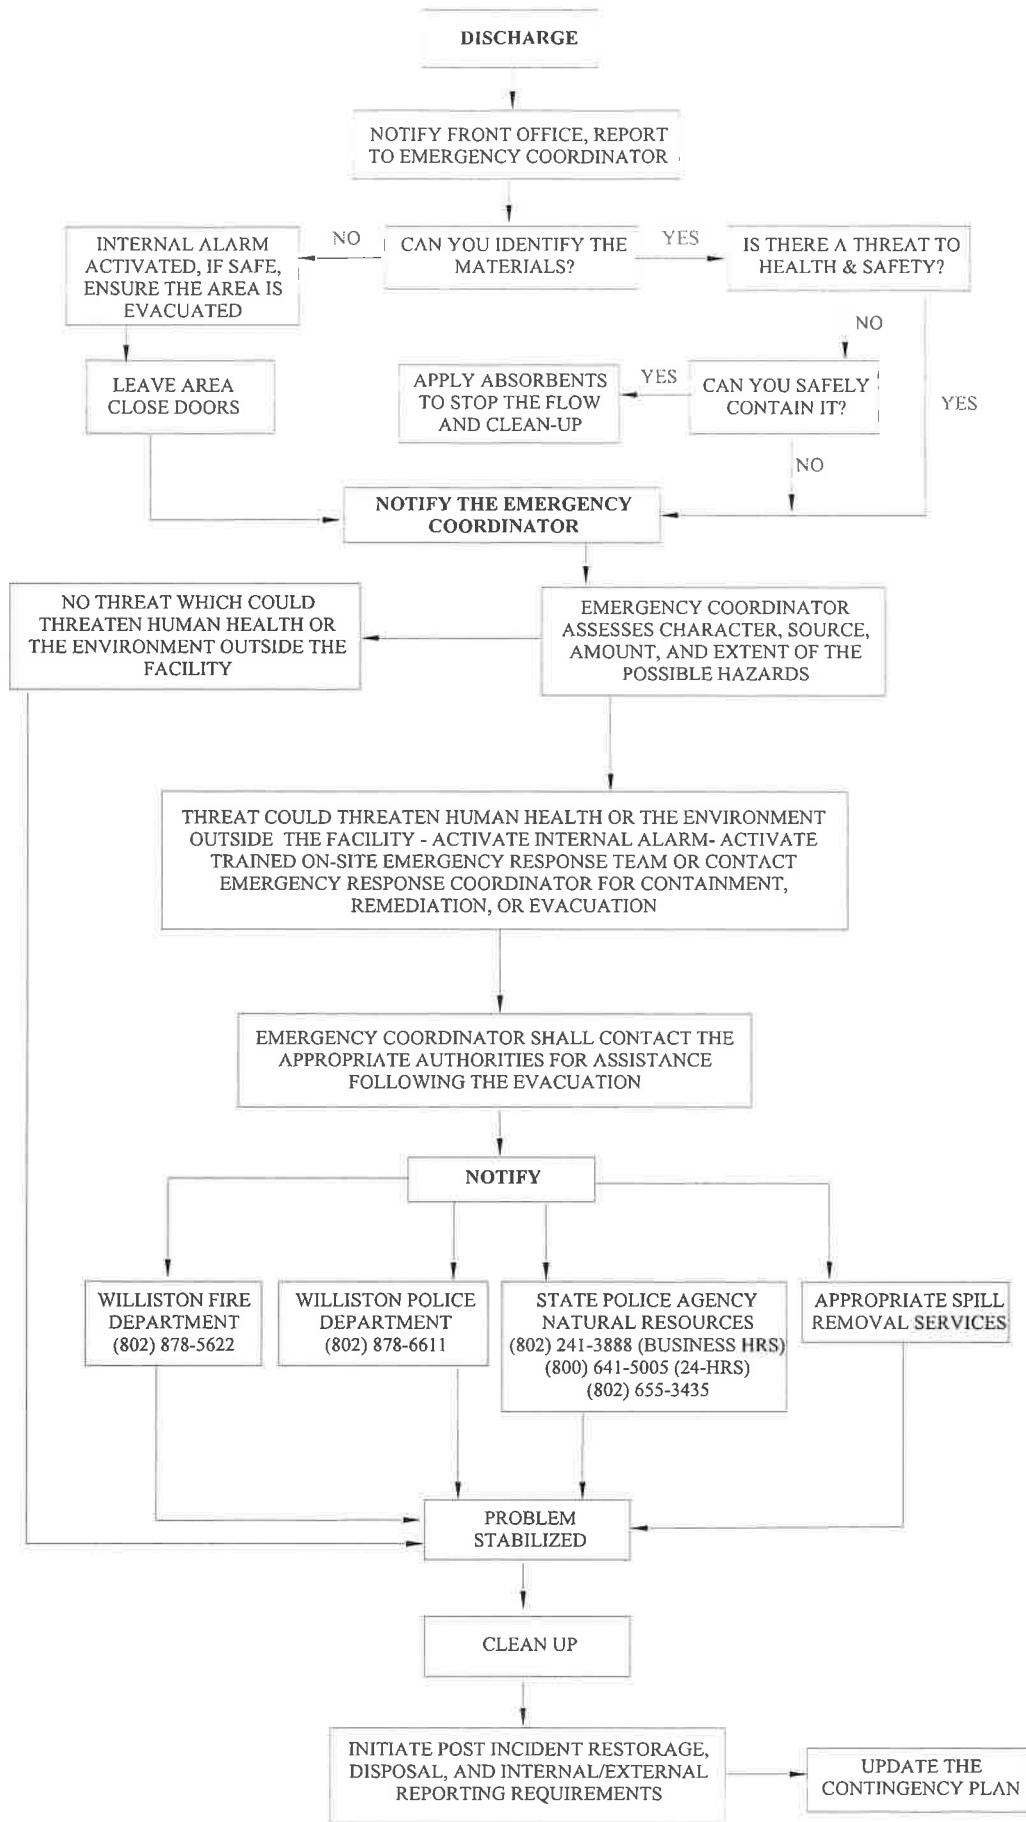 DISCHARGE
NOTIFY FRONT OFFICE, REPORT
TO EMERGENCY COORDINATOR
INTERNAL ALARM
ACTIVATED, IF SAFE,
ENSURE THE AREA IS
EVACUATED
NO
CAN YOU IDENTIFY THE
MATERIALS?
YES
IS THERE A THREAT TO
HEALTH & SAFETY?
NO
YES
LEAVE AREA
CLOSE DOORS
APPLY ABSORBENTS
TO STOP THE FLOW
AND CLEAN-UP
YES
CAN YOU SAFELY
CONTAIN IT?
NO
NOTIFY THE EMERGENCY
COORDINATOR
NO THREAT WHICH COULD
THREATEN HUMAN HEALTH OR
THE ENVIRONMENT OUTSIDE THE
FACILITY
EMERGENCY COORDINATOR
ASSESSES CHARACTER, SOURCE,
AMOUNT, AND EXTENT OF THE
POSSIBLE HAZARDS
THREAT COULD THREATEN HUMAN HEALTH OR THE ENVIRONMENT
OUTSIDE THE FACILITY - ACTIVATE INTERNAL ALARM- ACTIVATE
TRAINED ON-SITE EMERGENCY RESPONSE TEAM OR CONTACT
EMERGENCY RESPONSE COORDINATOR FOR CONTAINMENT,
REMEDIATION, OR EVACUATION
EMERGENCY COORDINATOR SHALL CONTACT THE
APPROPRIATE AUTHORITIES FOR ASSISTANCE
FOLLOWING THE EVACUATION
NOTIFY
WILLISTON FIRE
DEPARTMENT
(802) 878-5622
WILLISTON POLICE
DEPARTMENT
(802) 878-6611
STATE POLICE AGENCY
NATURAL RESOURCES
(802) 241-3888 (BUSINESS HRS)
(800) 641-5005 (24-HRS)
(802) 655-3435
APPROPRIATE SPILL
REMOVAL SERVICES
PROBLEM
STABILIZED
CLEAN UP
INITIATE POST INCIDENT RESTORAGE,
DISPOSAL, AND INTERNAL/EXTERNAL
REPORTING REQUIREMENTS
UPDATE THE
CONTINGENCY PLAN